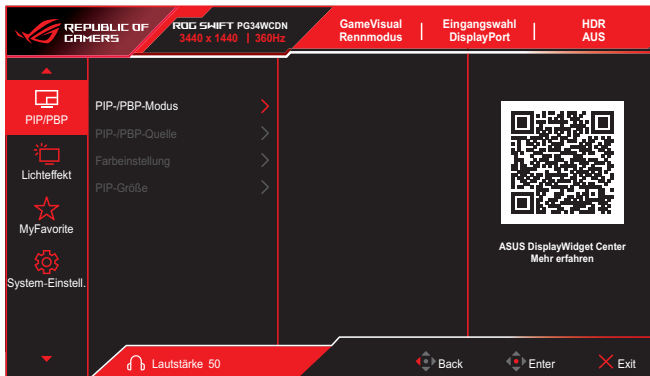 REPUBLIC OF
GAMERS
ROG SWIFT PG34WCDN
3440 x 1440 | 360Hz
GameVisual
Rennmodus
Eingangswahl
DisplayPort
HDR
AUS
PIP/PBP
Lichteffekt
MyFavorite
System-Einstell.
PIP-/PBP-Modus
PIP-/PBP-Quelle
Farbeinstellung
PIP-Größe
ASUS DisplayWidget Center
Mehr erfahren
Lautstärke 50
Back
Enter
Exit